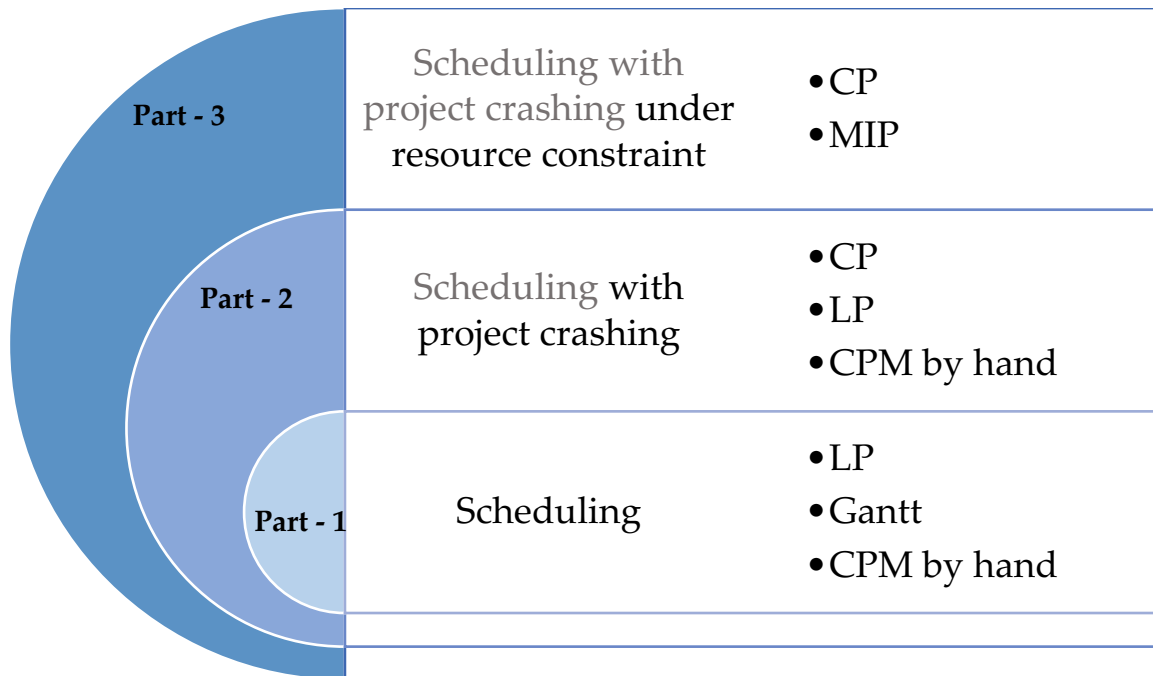 Part - 3
Scheduling with
project crashing under
resource constraint
•CP
•MIP
Part - 2
Scheduling with
project crashing
•CP
•LP
•CPM by hand
Part - 1
Scheduling
•LP
•Gantt
•CPM by hand